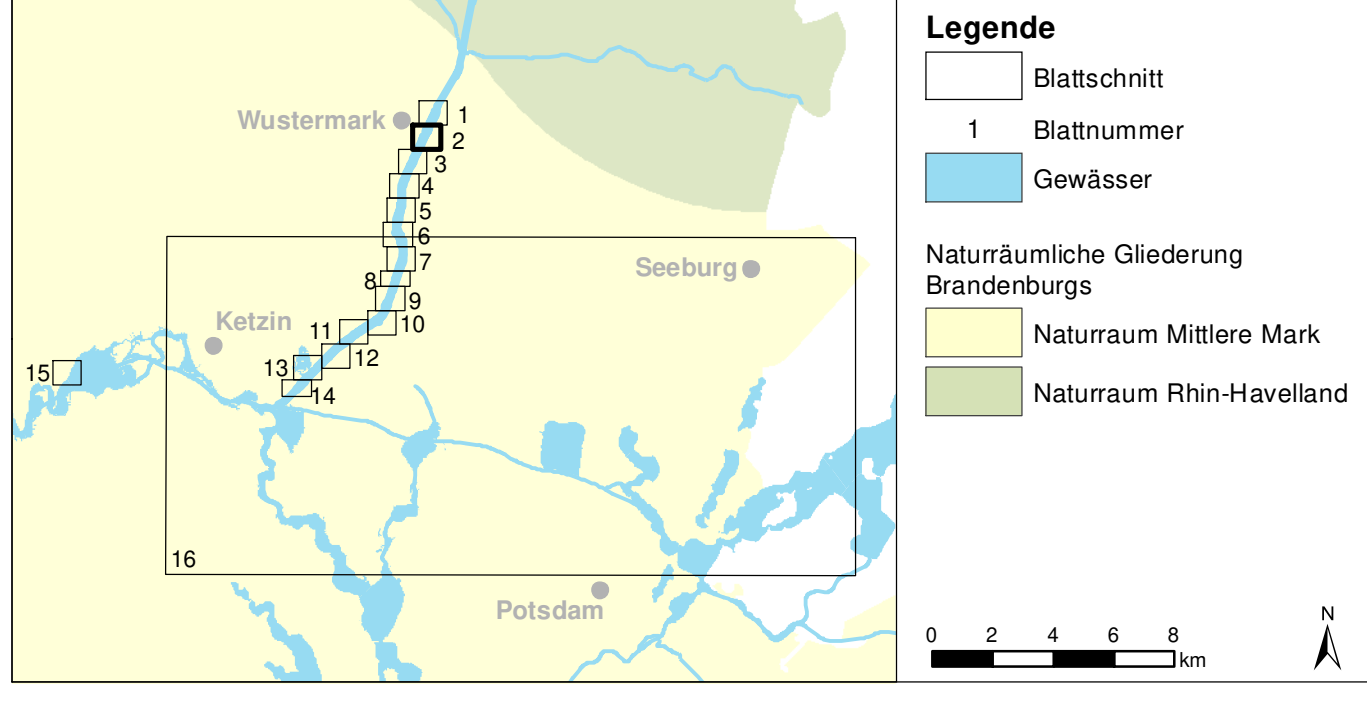 Wustermark
1
2
3
4
5
6
7
8
9
10
11
12
13
14
15
16
Seeburg
Ketzin
Potsdam
Legende
Blattschnitt
1 Blattnummer
Gewässer
Naturräumliche Gliederung
Brandenburgs
Naturraum Mittlere Mark
Naturraum Rhin-Havelland
0 2 4 6 8
km
N